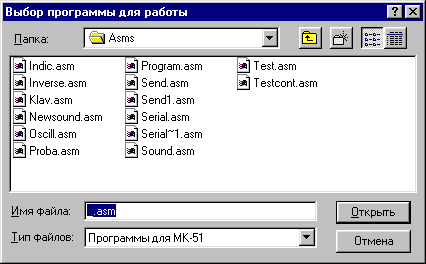 Выбор программы для работы
Папка: Asms
Indic.asm Program.asm Test.asm
Inverse.asm Send.asm Testcont.asm
Klav.asm Send1.asm
Newsound.asm Serial.asm
Oscill.asm Serial~1.asm
Proba.asm Sound.asm
Имя файла: _.asm Открыть
Тип файлов: Программы для МК-51 Отмена